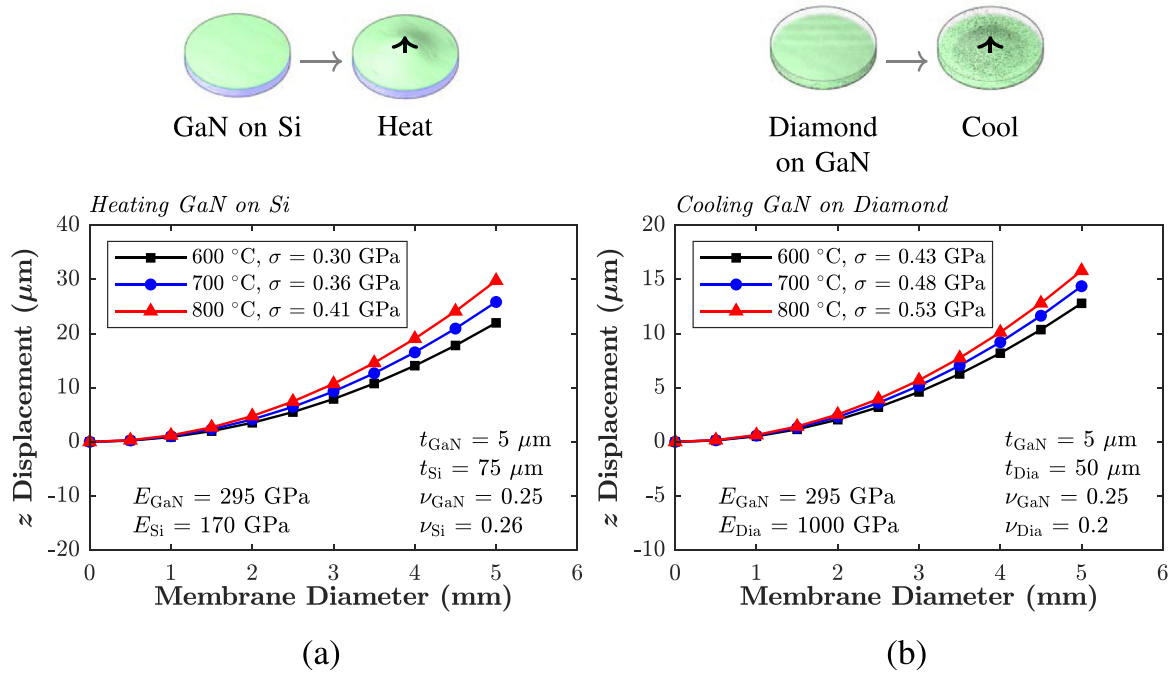 GaN on Si
Heat
Diamond
on GaN
Cool
Heating GaN on Si
z Displacement (μm)
40
30
20
10
0
-10
-20
600 °C, σ = 0.30 GPa
700 °C, σ = 0.36 GPa
800 °C, σ = 0.41 GPa
t_GaN = 5 μm
t_Si = 75 μm
E_GaN = 295 GPa
ν_GaN = 0.25
E_Si = 170 GPa
ν_Si = 0.26
0 1 2 3 4 5 6
Membrane Diameter (mm)
(a)
Cooling GaN on Diamond
z Displacement (μm)
20
15
10
5
0
-5
-10
600 °C, σ = 0.43 GPa
700 °C, σ = 0.48 GPa
800 °C, σ = 0.53 GPa
t_GaN = 5 μm
t_Dia = 50 μm
E_GaN = 295 GPa
ν_GaN = 0.25
E_Dia = 1000 GPa
ν_Dia = 0.2
0 1 2 3 4 5 6
Membrane Diameter (mm)
(b)